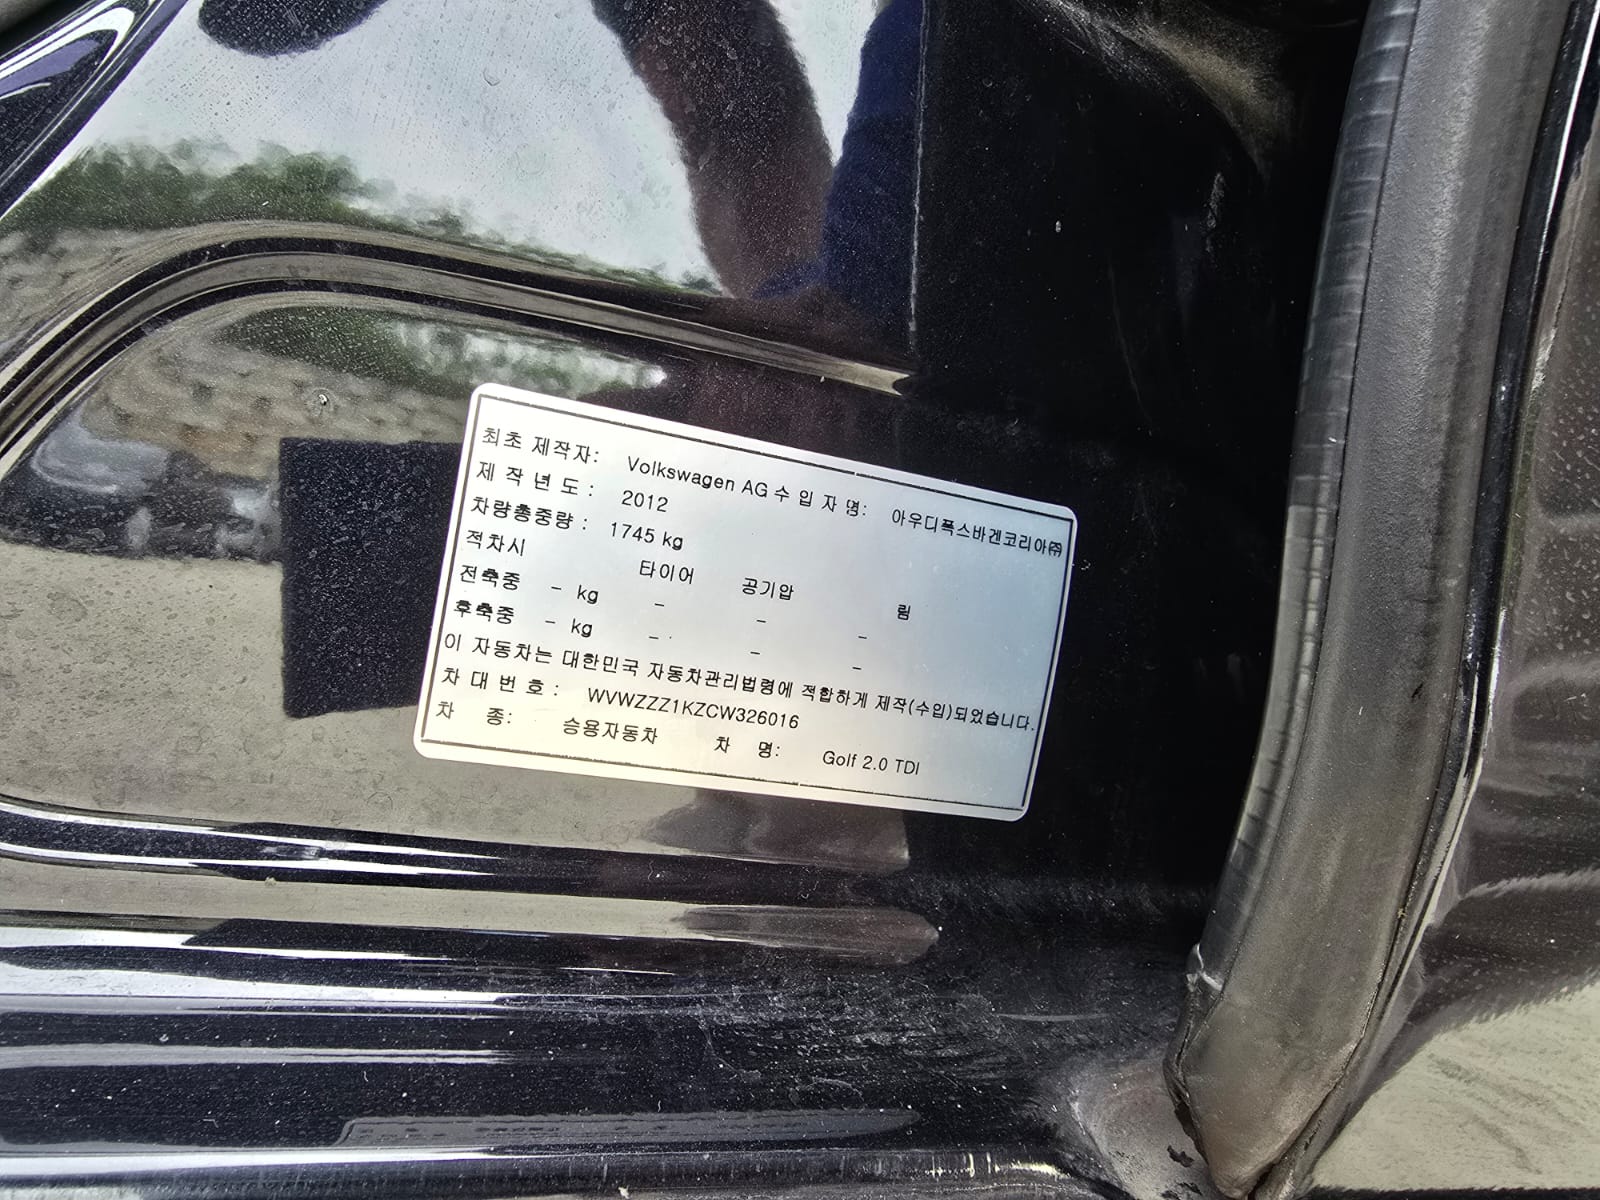 최초 제작자: Volkswagen AG 수 입 자 명: 아우디폭스바겐코리아㈜
제 작 년 도 : 2012
차량총중량 : 1745 kg
적차시 타이어 공기압 림
전축중 - kg - - -
후축중 - kg - - -
이 자동차는 대한민국 자동차관리법령에 적합하게 제작(수입)되었습니다.
차 대 번 호 : WVWZZZ1KZCW326016
차 종: 승용자동차 차 명: Golf 2.0 TDI